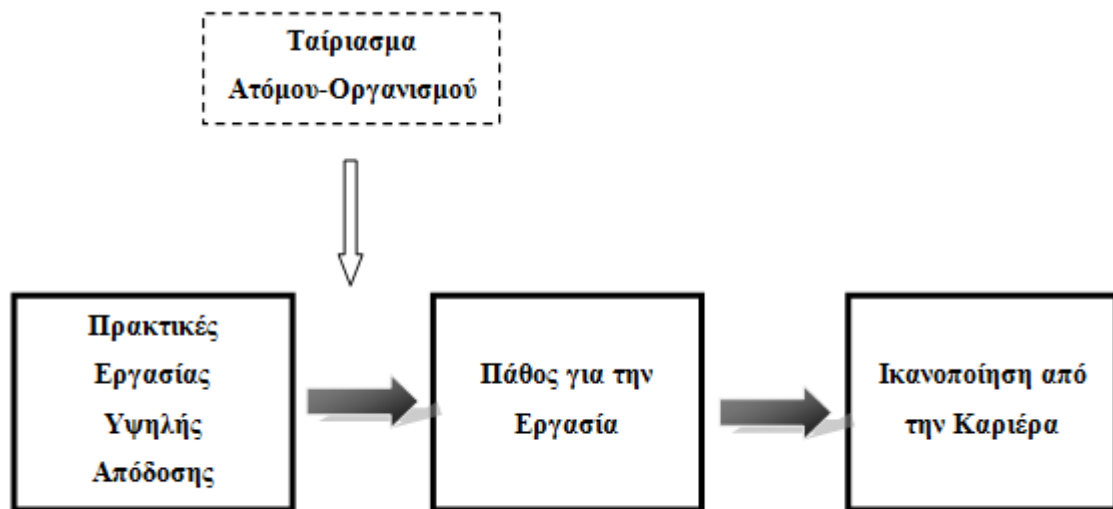 Ταίριασμα
Ατόμου-Οργανισμού
Πρακτικές
Εργασίας
Υψηλής
Απόδοσης
Πάθος για την
Εργασία
Ικανοποίηση από
την Καριέρα